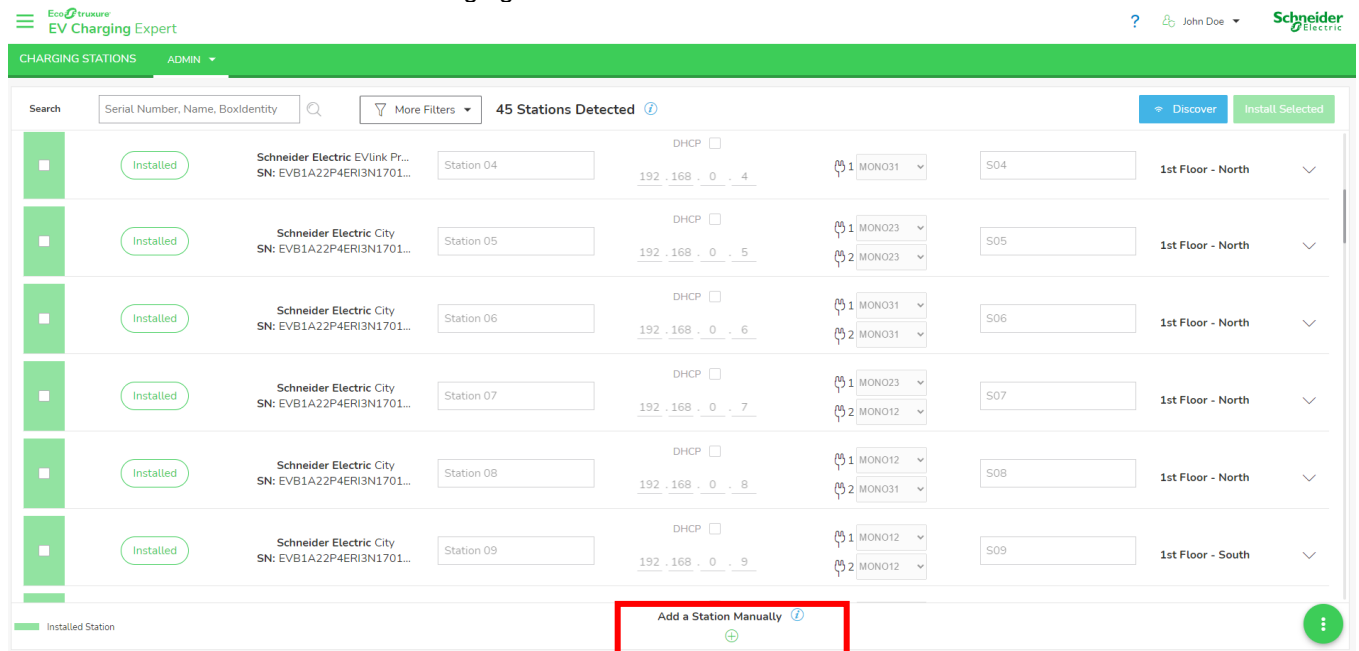 EcoStruxure
EV Charging Expert
?
John Doe
Schneider
Electric
CHARGING STATIONS
ADMIN
Search
Serial Number, Name, BoxIdentity
More Filters
45 Stations Detected
Discover
Install Selected
Installed
Schneider Electric EVlink Pr...
SN: EVB1A22P4ERI3N1701...
Station 04
DHCP
192 . 168 . 0 . 4
1 MONO31
S04
1st Floor - North
Installed
Schneider Electric City
SN: EVB1A22P4ERI3N1701...
Station 05
DHCP
192 . 168 . 0 . 5
1 MONO23
2 MONO23
S05
1st Floor - North
Installed
Schneider Electric City
SN: EVB1A22P4ERI3N1701...
Station 06
DHCP
192 . 168 . 0 . 6
1 MONO31
2 MONO31
S06
1st Floor - North
Installed
Schneider Electric City
SN: EVB1A22P4ERI3N1701...
Station 07
DHCP
192 . 168 . 0 . 7
1 MONO23
2 MONO12
S07
1st Floor - North
Installed
Schneider Electric City
SN: EVB1A22P4ERI3N1701...
Station 08
DHCP
192 . 168 . 0 . 8
1 MONO12
2 MONO31
S08
1st Floor - North
Installed
Schneider Electric City
SN: EVB1A22P4ERI3N1701...
Station 09
DHCP
192 . 168 . 0 . 9
1 MONO12
2 MONO12
S09
1st Floor - South
Installed Station
Add a Station Manually